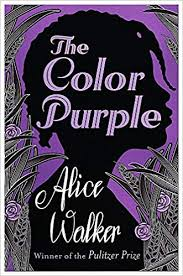 The
Color
Purple
Alice
Walker
Winner of the Pulitzer Prize